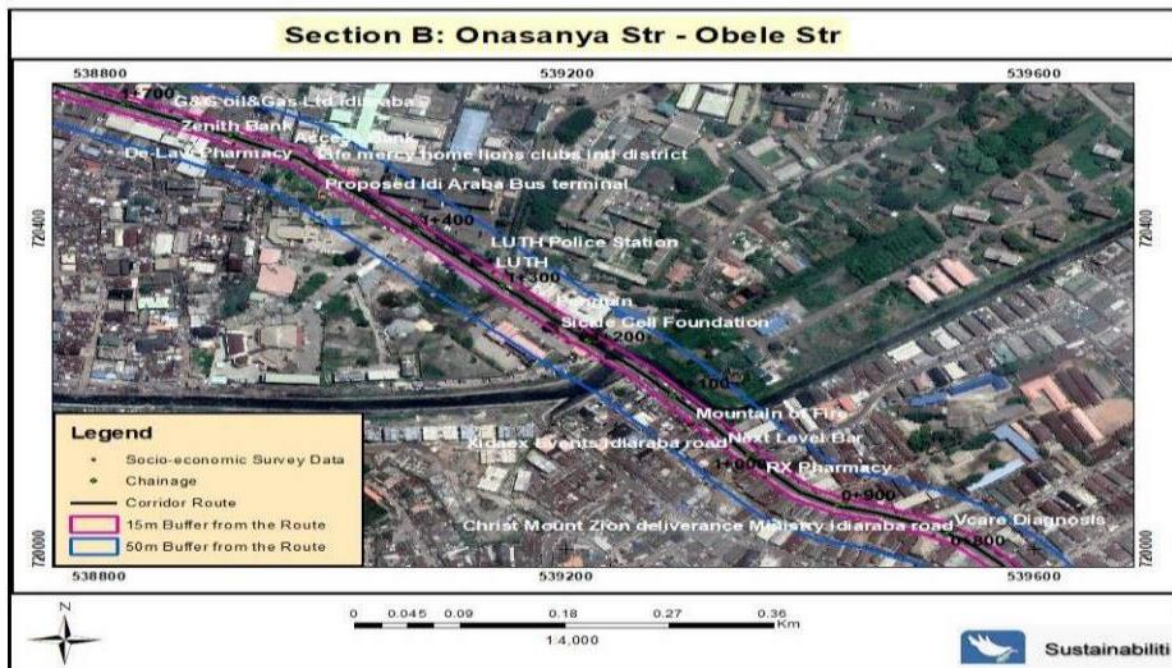 Section B: Onasanya Str - Obele Str
538800 539200 539600
1+700
G&G oil&Gas Ltd Idiaraba
Zenith Bank
Access Bank
De-Law Pharmacy
life mercy home lions clubs intl district
Proposed Idi Araba Bus terminal
1+400
720400 720400
LUTH Police Station
LUTH
1+300
Sickle Cell Foundation
1+200
1+100
Mountain of Fire
Next Level Bar
Events Idiaraba road
1+000
RX Pharmacy
0+900
Christ Mount Zion deliverance Ministry Idiaraba road
Vcare Diagnosis
0+800
720000 720000
Legend
Socio-economic Survey Data
Chainage
Corridor Route
15m Buffer from the Route
50m Buffer from the Route
538800 539200 539600
Z
0 0.045 0.09 0.18 0.27 0.36
Km
1:4,000
Sustainabiliti